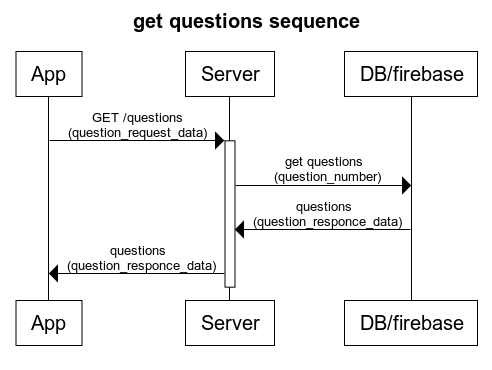 get questions sequence
App
Server
DB/firebase
GET /questions
(question_request_data)
get questions
(question_number)
questions
(question_responce_data)
questions
(question_responce_data)
App
Server
DB/firebase